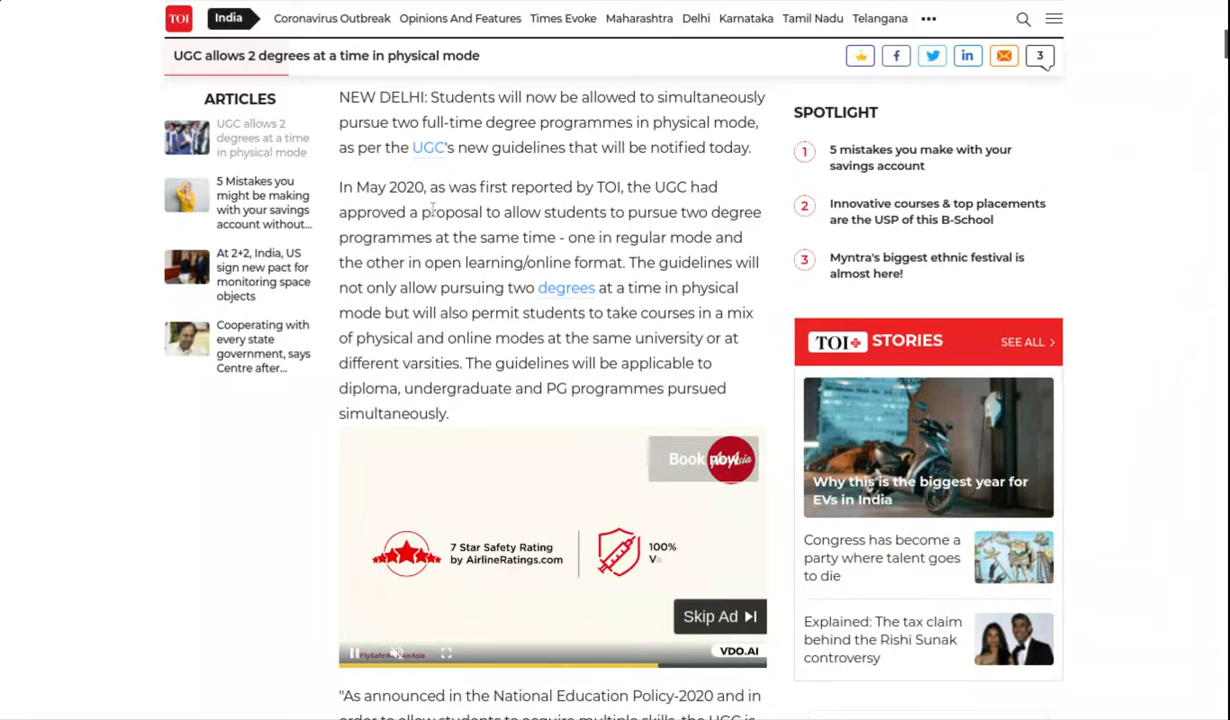 TOI
India
Coronavirus Outbreak
Opinions And Features
Times Evoke
Maharashtra
Delhi
Karnataka
Tamil Nadu
Telangana
•••
UGC allows 2 degrees at a time in physical mode
f
in
3
ARTICLES
UGC allows 2
degrees at a time
in physical mode
5 Mistakes you
might be making
with your savings
account without...
At 2+2, India, US
sign new pact for
monitoring space
objects
Cooperating with
every state
government, says
Centre after...
NEW DELHI: Students will now be allowed to simultaneously
pursue two full-time degree programmes in physical mode,
as per the UGC's new guidelines that will be notified today.
In May 2020, as was first reported by TOI, the UGC had
approved a proposal to allow students to pursue two degree
programmes at the same time - one in regular mode and
the other in open learning/online format. The guidelines will
not only allow pursuing two degrees at a time in physical
mode but will also permit students to take courses in a mix
of physical and online modes at the same university or at
different varsities. The guidelines will be applicable to
diploma, undergraduate and PG programmes pursued
simultaneously.
Book now
7 Star Safety Rating
by AirlineRatings.com
100%
Skip Ad
VDO.AI
"As announced in the National Education Policy-2020 and in
order to allow students to acquire multiple skills, the UGC is
SPOTLIGHT
1
5 mistakes you make with your
savings account
2
Innovative courses & top placements
are the USP of this B-School
3
Myntra's biggest ethnic festival is
almost here!
TOI+ STORIES
SEE ALL >
Why this is the biggest year for
EVs in India
Congress has become a
party where talent goes
to die
Explained: The tax claim
behind the Rishi Sunak
controversy